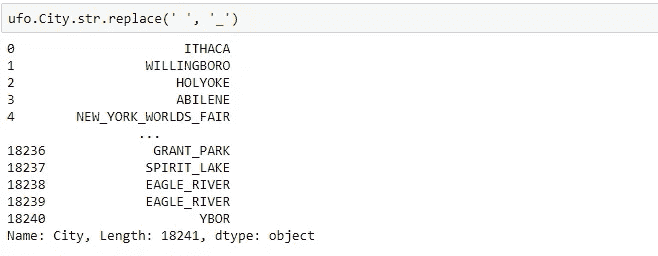 ufo.City.str.replace(' ', '_')
0 ITHACA
1 WILLINGBORO
2 HOLYOKE
3 ABILENE
4 NEW_YORK_WORLDS_FAIR
...
18236 GRANT_PARK
18237 SPIRIT_LAKE
18238 EAGLE_RIVER
18239 EAGLE_RIVER
18240 YBOR
Name: City, Length: 18241, dtype: object